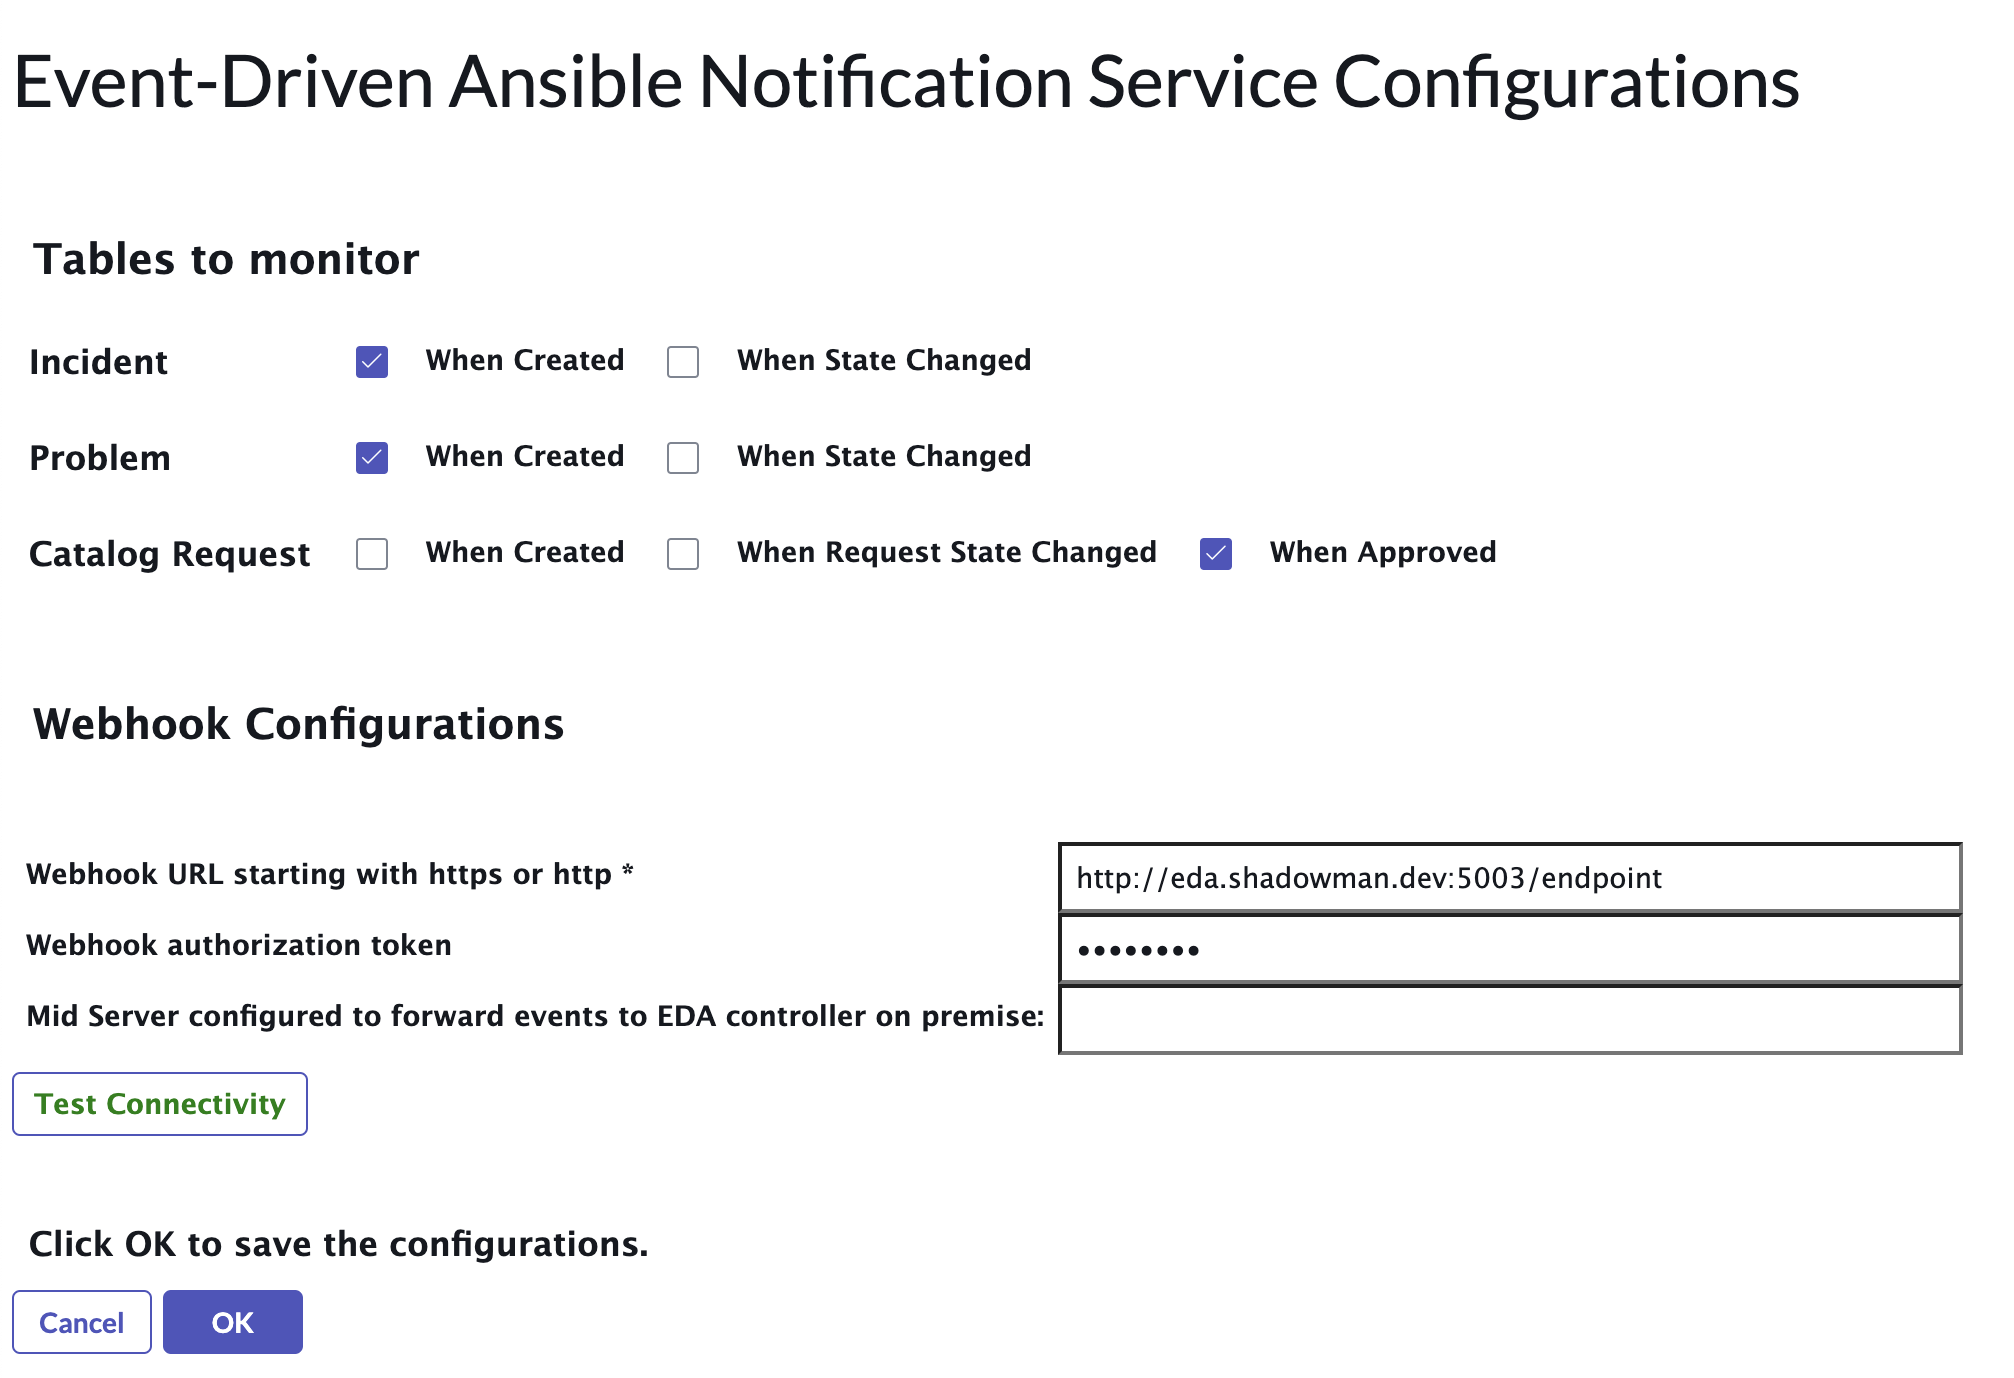 Event-Driven Ansible Notification Service Configurations
Tables to monitor
Incident When Created When State Changed
Problem When Created When State Changed
Catalog Request When Created When Request State Changed When Approved
Webhook Configurations
Webhook URL starting with https or http * http://eda.shadowman.dev:5003/endpoint
Webhook authorization token ••••••••
Mid Server configured to forward events to EDA controller on premise:
Test Connectivity
Click OK to save the configurations.
Cancel OK